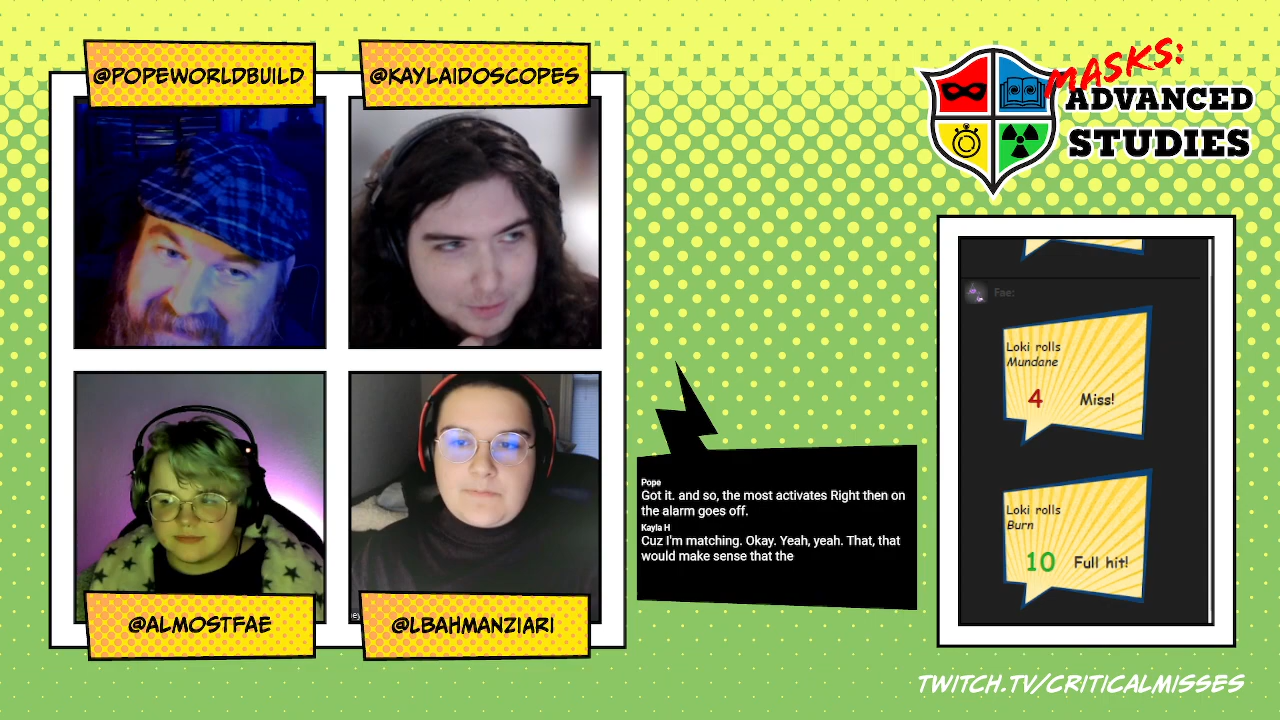 @POPEWORLDBUILD
@KAYLAIDOSCOPES
@ALMOSTFAE
@LBAHMANZIARI
MASKS:
ADVANCED
STUDIES
Fae:
Loki rolls
Mundane
4 Miss!
Loki rolls
Burn
10 Full hit!
Pope
Got it. and so, the most activates Right then on
the alarm goes off.
Kayla H
Cuz I'm matching. Okay. Yeah, yeah. That, that
would make sense that the
TWITCH.TV/CRITICALMISSES